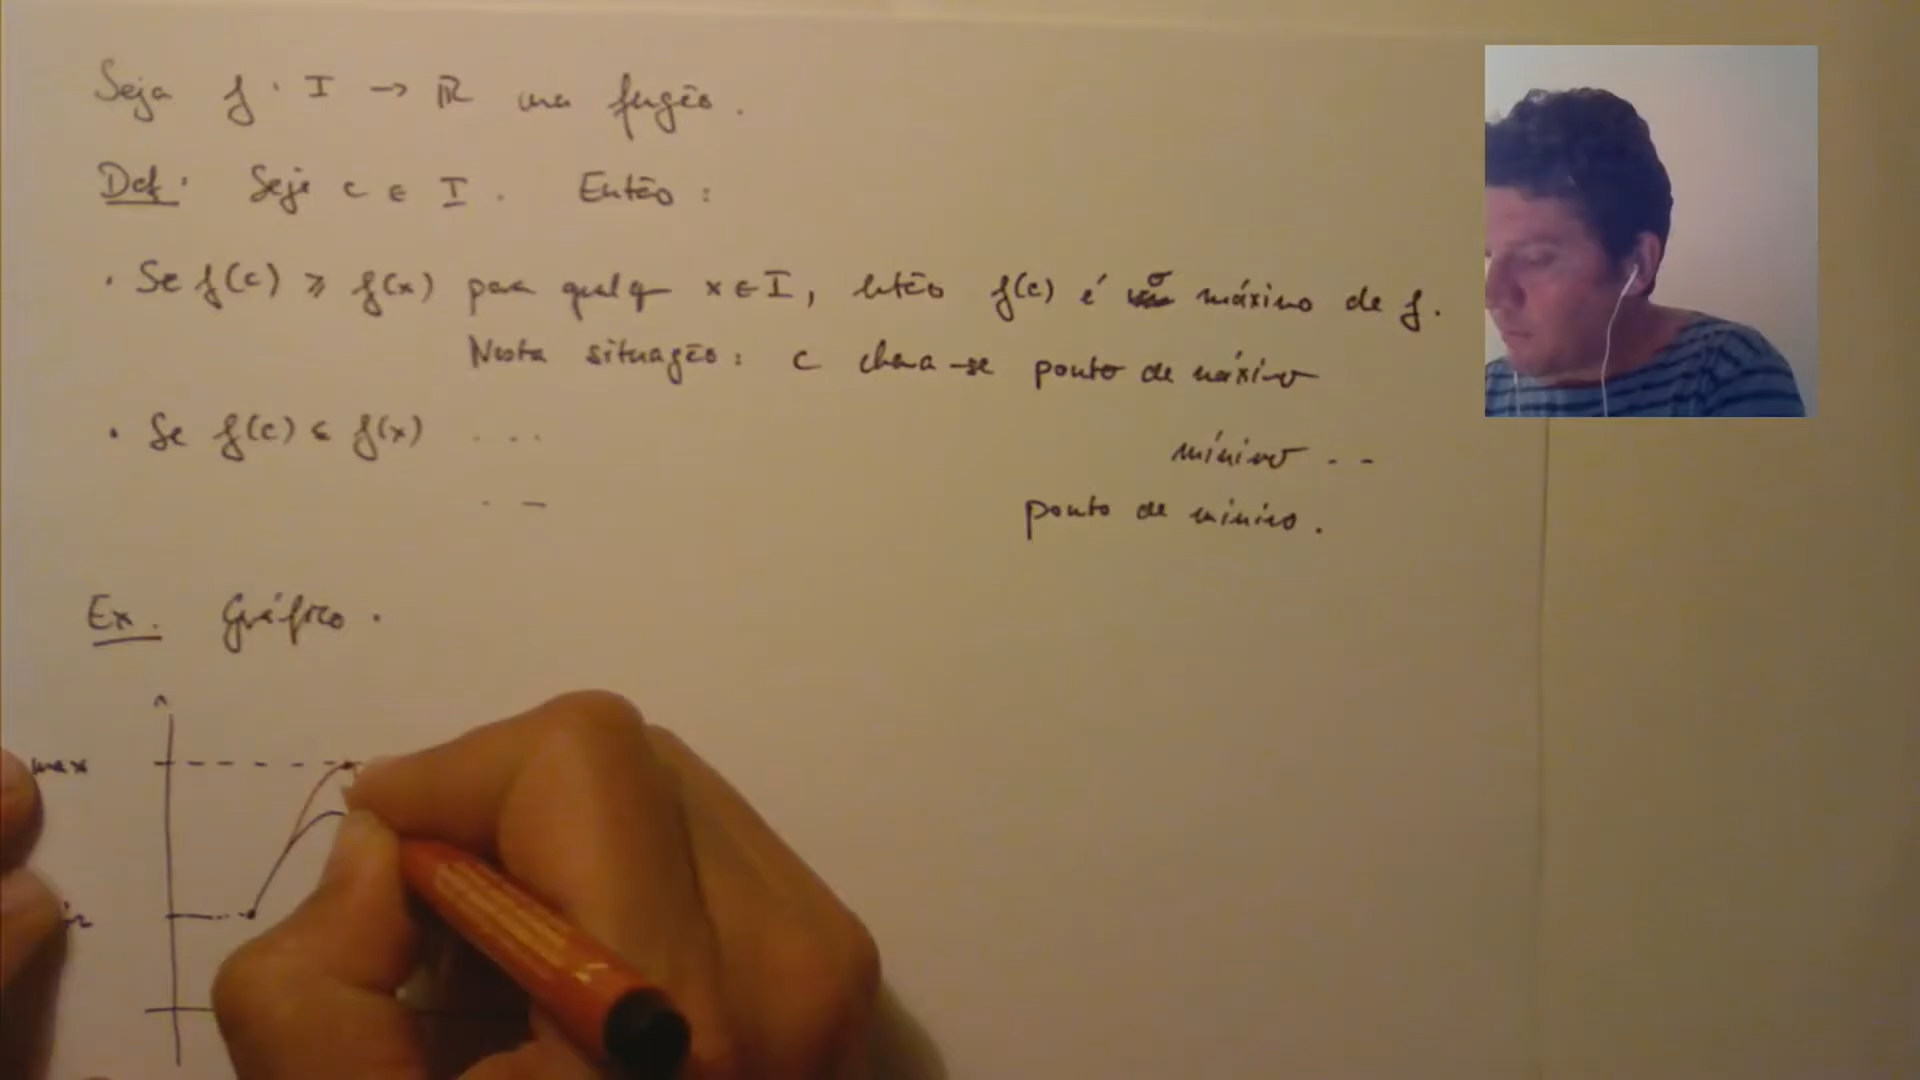 Seja f : I → ℝ uma função.
Def: Seja c ∈ I. Então:
· Se f(c) ≥ f(x) para qualq x ∈ I, então f(c) é o máximo de f.
Nesta situação: c chama-se ponto de máximo
· Se f(c) ≤ f(x) ... mínimo ..
. - ponto de mínimo.
Ex. Gráfico.
max